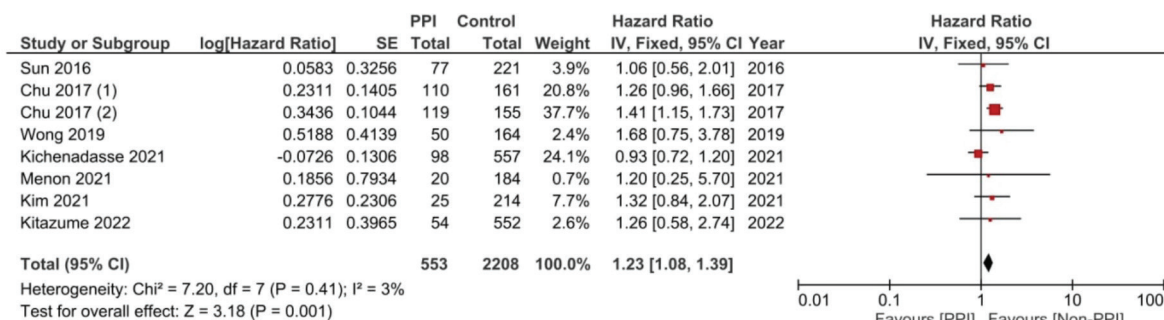 PPI Control Hazard Ratio Hazard Ratio
Study or Subgroup log[Hazard Ratio] SE Total Total Weight IV, Fixed, 95% CI Year IV, Fixed, 95% CI
Sun 2016 0.0583 0.3256 77 221 3.9% 1.06 [0.56, 2.01] 2016
Chu 2017 (1) 0.2311 0.1405 110 161 20.8% 1.26 [0.96, 1.66] 2017
Chu 2017 (2) 0.3436 0.1044 119 155 37.7% 1.41 [1.15, 1.73] 2017
Wong 2019 0.5188 0.4139 50 164 2.4% 1.68 [0.75, 3.78] 2019
Kichenadasse 2021 -0.0726 0.1306 98 557 24.1% 0.93 [0.72, 1.20] 2021
Menon 2021 0.1856 0.7934 20 184 0.7% 1.20 [0.25, 5.70] 2021
Kim 2021 0.2776 0.2306 25 214 7.7% 1.32 [0.84, 2.07] 2021
Kitazume 2022 0.2311 0.3965 54 552 2.6% 1.26 [0.58, 2.74] 2022
Total (95% CI) 553 2208 100.0% 1.23 [1.08, 1.39]
Heterogeneity: Chi² = 7.20, df = 7 (P = 0.41); I² = 3%
Test for overall effect: Z = 3.18 (P = 0.001)
0.01 0.1 1 10 100
Favours [PPI] Favours [Non-PPI]